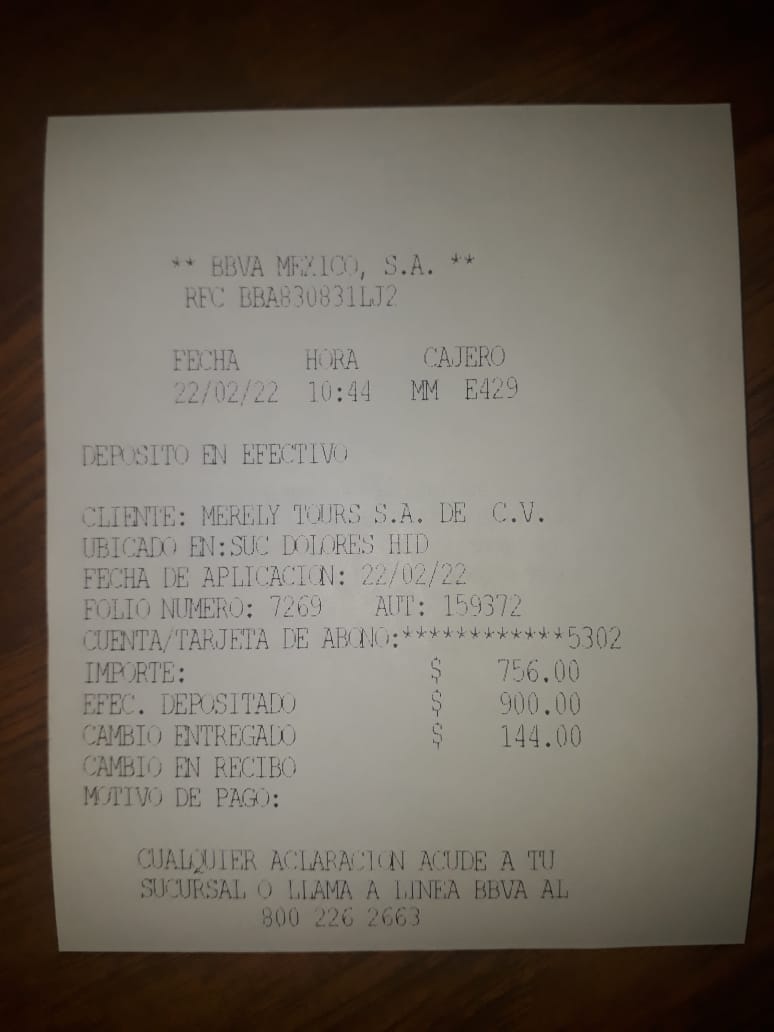 ** BBVA MEXICO, S.A. **
RFC BBA830831LJ2
FECHA HORA CAJERO
22/02/22 10:44 MM E429
DEPOSITO EN EFECTIVO
CLIENTE: MERELY TOURS S.A. DE C.V.
UBICADO EN:SUC DOLORES HID
FECHA DE APLICACION: 22/02/22
FOLIO NUMERO: 7269 AUT: 159372
CUENTA/TARJETA DE ABONO:************5302
IMPORTE: $ 756.00
EFEC. DEPOSITADO $ 900.00
CAMBIO ENTREGADO $ 144.00
CAMBIO EN RECIBO
MOTIVO DE PAGO:
CUALQUIER ACLARACION ACUDE A TU
SUCURSAL O LLAMA A LINEA BBVA AL
800 226 2663